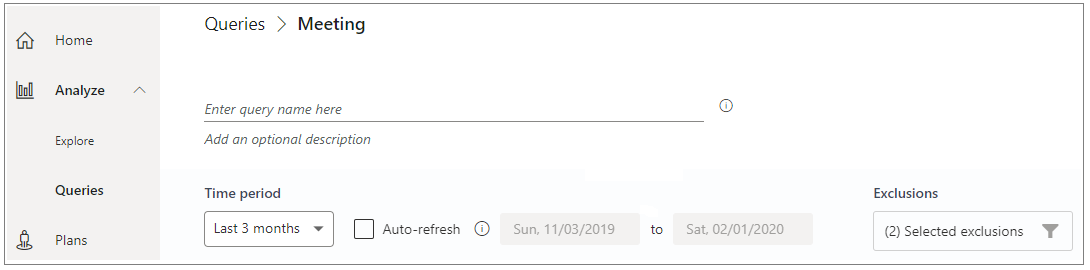 Home
Analyze
Explore
Queries
Plans
Queries > Meeting
Enter query name here
Add an optional description
Time period
Last 3 months
Auto-refresh
Sun, 11/03/2019 to Sat, 02/01/2020
Exclusions
(2) Selected exclusions